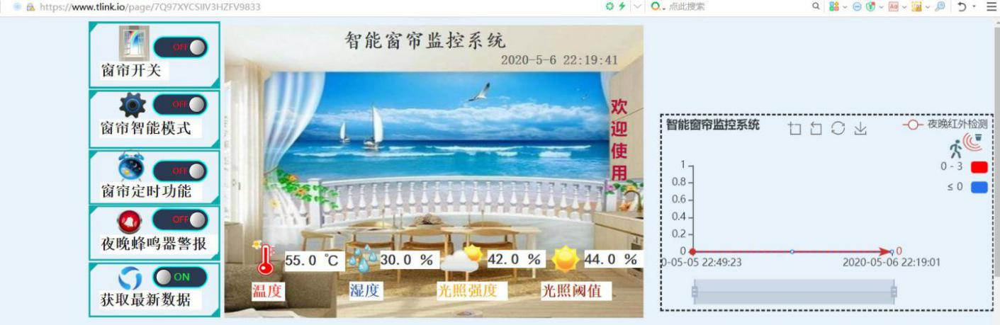 https://www.tlink.io/page/7Q97XYCSIIV3HZFV9833
点此搜索
OFF
窗帘开关
OFF
窗帘智能模式
OFF
窗帘定时功能
OFF
夜晚蜂鸣器警报
ON
获取最新数据
智能窗帘监控系统
2020-5-6 22:19:41
欢迎使用
55.0 ℃
30.0 %
42.0 %
44.0 %
温度
湿度
光照强度
光照阈值
智能窗帘监控系统
夜晚红外检测
0 - 3
≤ 0
1
0.8
0.6
0.4
0.2
0
0
0-05-05 22:49:23
2020-05-06 22:19:01